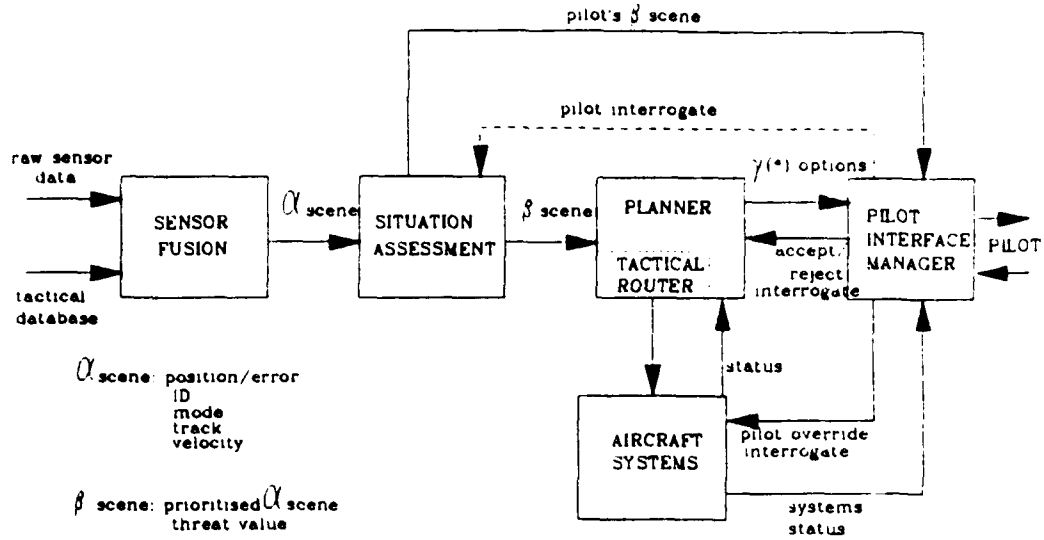 pilot's β scene
pilot interrogate
raw sensor
data
γ(*) options
SENSOR
FUSION
α scene
SITUATION
ASSESSMENT
β scene
PLANNER
TACTICAL
ROUTER
PILOT
INTERFACE
MANAGER
PILOT
accept,
reject
interrogate
tactical
database
status
α scene: position/error
ID
mode
track
velocity
AIRCRAFT
SYSTEMS
pilot override
interrogate
β scene: prioritised α scene
threat value
systems
status